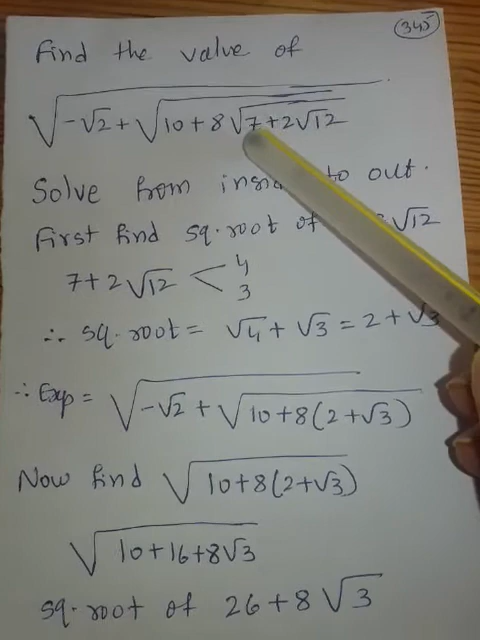 345
Find the value of
√(-√2 + √(10 + 8√(7 + 2√12)))
Solve from to out.
First find sq. root of √12
7 + 2√12 < 4
3
∴ sq. root = √4 + √3 = 2 + √3
∴ Exp = √(-√2 + √(10 + 8(2 + √3)))
Now find √(10 + 8(2 + √3))
√(10 + 16 + 8√3)
sq. root of 26 + 8√3